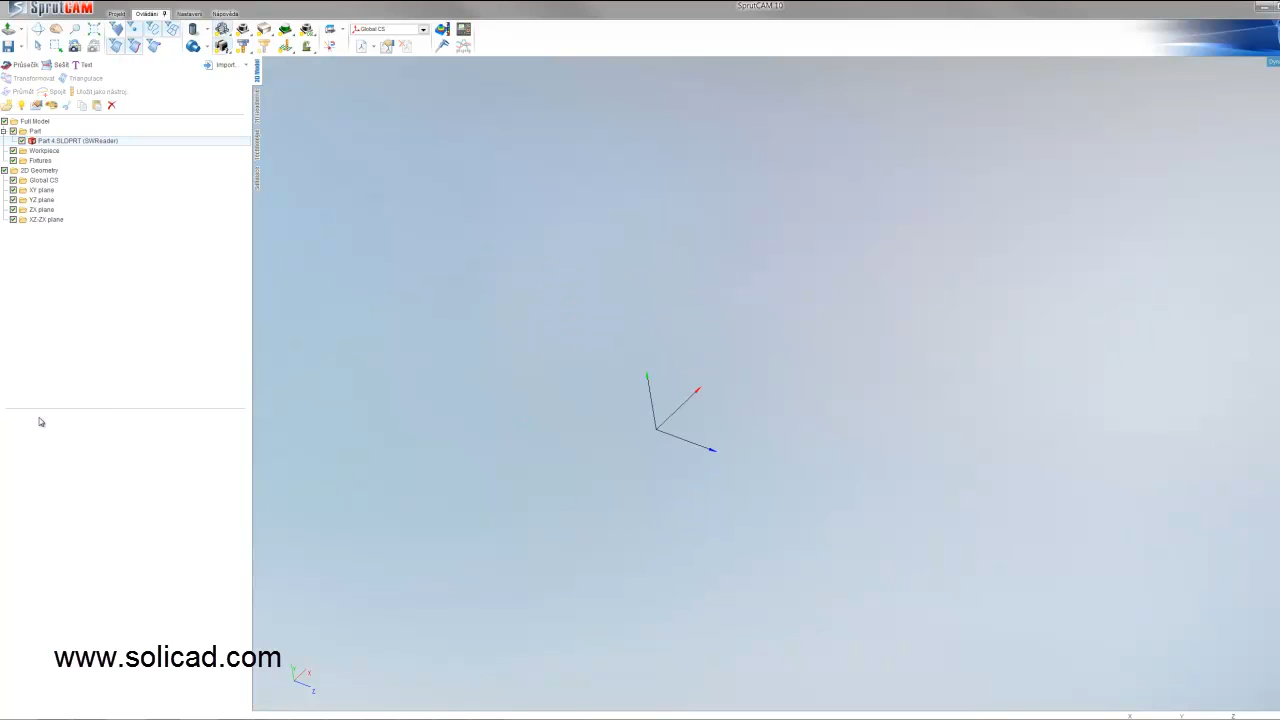 SprutCAM
Projekt
Ovládání
Nastavení
Nápověda
SprutCAM 10
Global CS
Průsečík
Sešít
Text
Import..
Transformovat
Triangulace
Průmět
Spojit
Uložit jako nástroj.
3D Model
Full Model
Part
Part 4.SLDPRT (SWReader)
Workpiece
Fixtures
2D Geometry
Global CS
XY plane
YZ plane
ZX plane
XZ-ZX plane
www.solicad.com
Y
X
Z
X
Y
Z